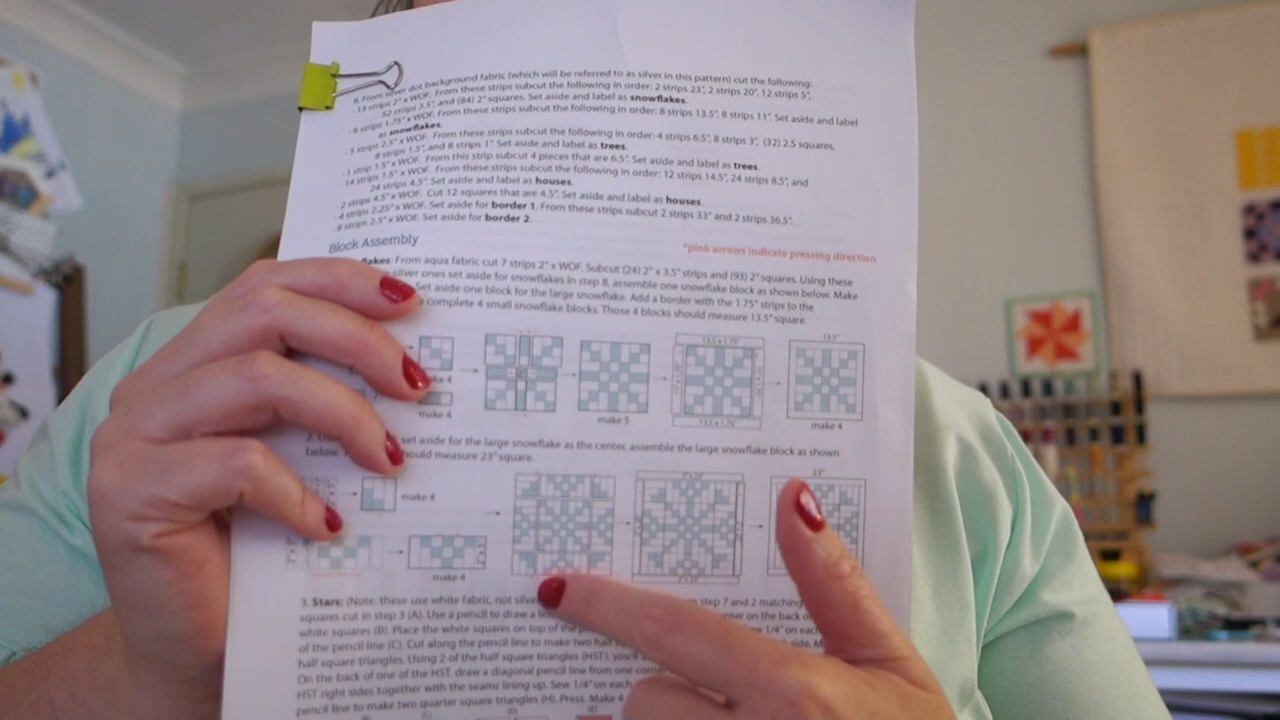 8. From silver dot background fabric (which will be referred to as silver in this pattern) cut the following:
- 11 strips 2" x WOF. From these strips subcut the following in order: 2 strips 23", 2 strips 20", 12 strips 5",
52 strips 3.5", and (84) 2" squares. Set aside and label as snowflakes.
- 8 strips 1.75" x WOF. From these strips subcut the following in order: 8 strips 13.5", 8 strips 11". Set aside and label
as snowflakes.
- 5 strips 2.5" x WOF. From these strips subcut the following in order: 4 strips 6.5", 8 strips 3", (32) 2.5 squares,
8 strips 1.5", and 8 strips 1". Set aside and label as trees.
- 1 strip 1.5" x WOF. From this strip subcut 4 pieces that are 6.5". Set aside and label as trees.
- 14 strips 1.5" x WOF. From these strips subcut the following in order: 12 strips 14.5", 24 strips 8.5", and
24 strips 4.5". Set aside and label as houses.
- 2 strips 4.5" x WOF. Cut 12 squares that are 4.5". Set aside and label as houses.
- 4 strips 2.25" x WOF. Set aside for border 1. From these strips subcut 2 strips 33" and 2 strips 36.5".
- 8 strips 2.5" x WOF. Set aside for border 2.
Block Assembly
*pink arrows indicate pressing direction
flakes: From aqua fabric cut 7 strips 2" x WOF. Subcut (24) 2" x 3.5" strips and (93) 2" squares. Using these
silver ones set aside for snowflakes in step 8, assemble one snowflake block as shown below. Make
Set aside one block for the large snowflake. Add a border with the 1.75" strips to the
complete 4 small snowflake blocks. Those 4 blocks should measure 13.5" square.
13.5 x 1.75"
13.5"
make 4
make 4
make 5
13.5 x 1.75"
make 4
2. set aside for the large snowflake as the center, assemble the large snowflake block as shown
below. should measure 23" square.
23"
make 4
make 4
3. Stars: (Note: these use white fabric, not silver step 7 and 2 matching
squares cut in step 3 (A). Use a pencil to draw a corner on the back of
white squares (B). Place the white squares on top of the 1/4" on each
of the pencil line (C). Cut along the pencil line to make two half side.
half square triangles. Using 2 of the half square triangles (HST), you'll
On the back of one of the HST, draw a diagonal pencil line from one corner
HST right sides together with the seams lining up. Sew 1/4" on each
pencil line to make two quarter square triangles (H). Press. Make 4
(C) (D) (E)